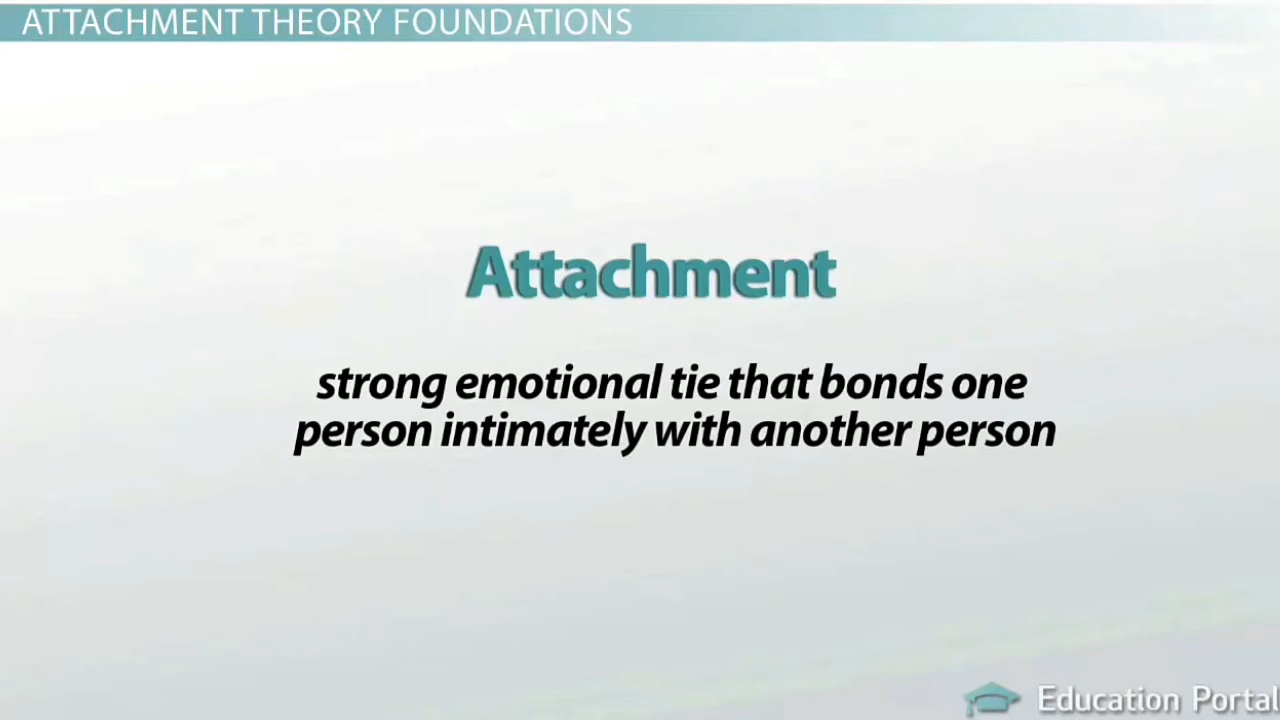 ATTACHMENT THEORY FOUNDATIONS
Attachment
strong emotional tie that bonds one
person intimately with another person
Education Portal